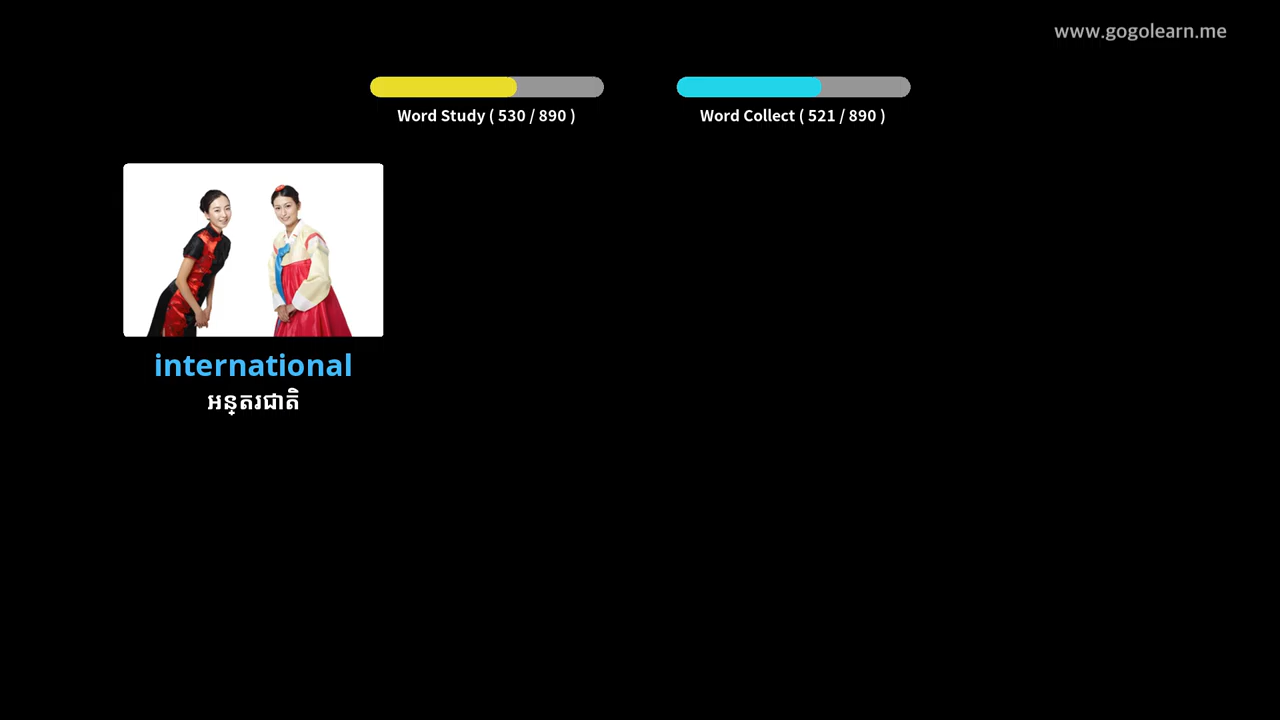 www.gogolearn.me
Word Study ( 530 / 890 )
Word Collect ( 521 / 890 )
international
អន្តរជាតិ